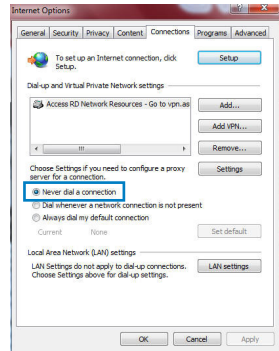 Internet Options
General Security Privacy Content Connections Programs Advanced
To set up an Internet connection, click
Setup.
Setup
Dial-up and Virtual Private Network settings
Access RD Network Resources - Go to vpn.as
Add...
Add VPN...
Remove...
Choose Settings if you need to configure a proxy
server for a connection.
Settings
Never dial a connection
Dial whenever a network connection is not present
Always dial my default connection
Current None
Set default
Local Area Network (LAN) settings
LAN Settings do not apply to dial-up connections.
Choose Settings above for dial-up settings.
LAN settings
OK Cancel Apply